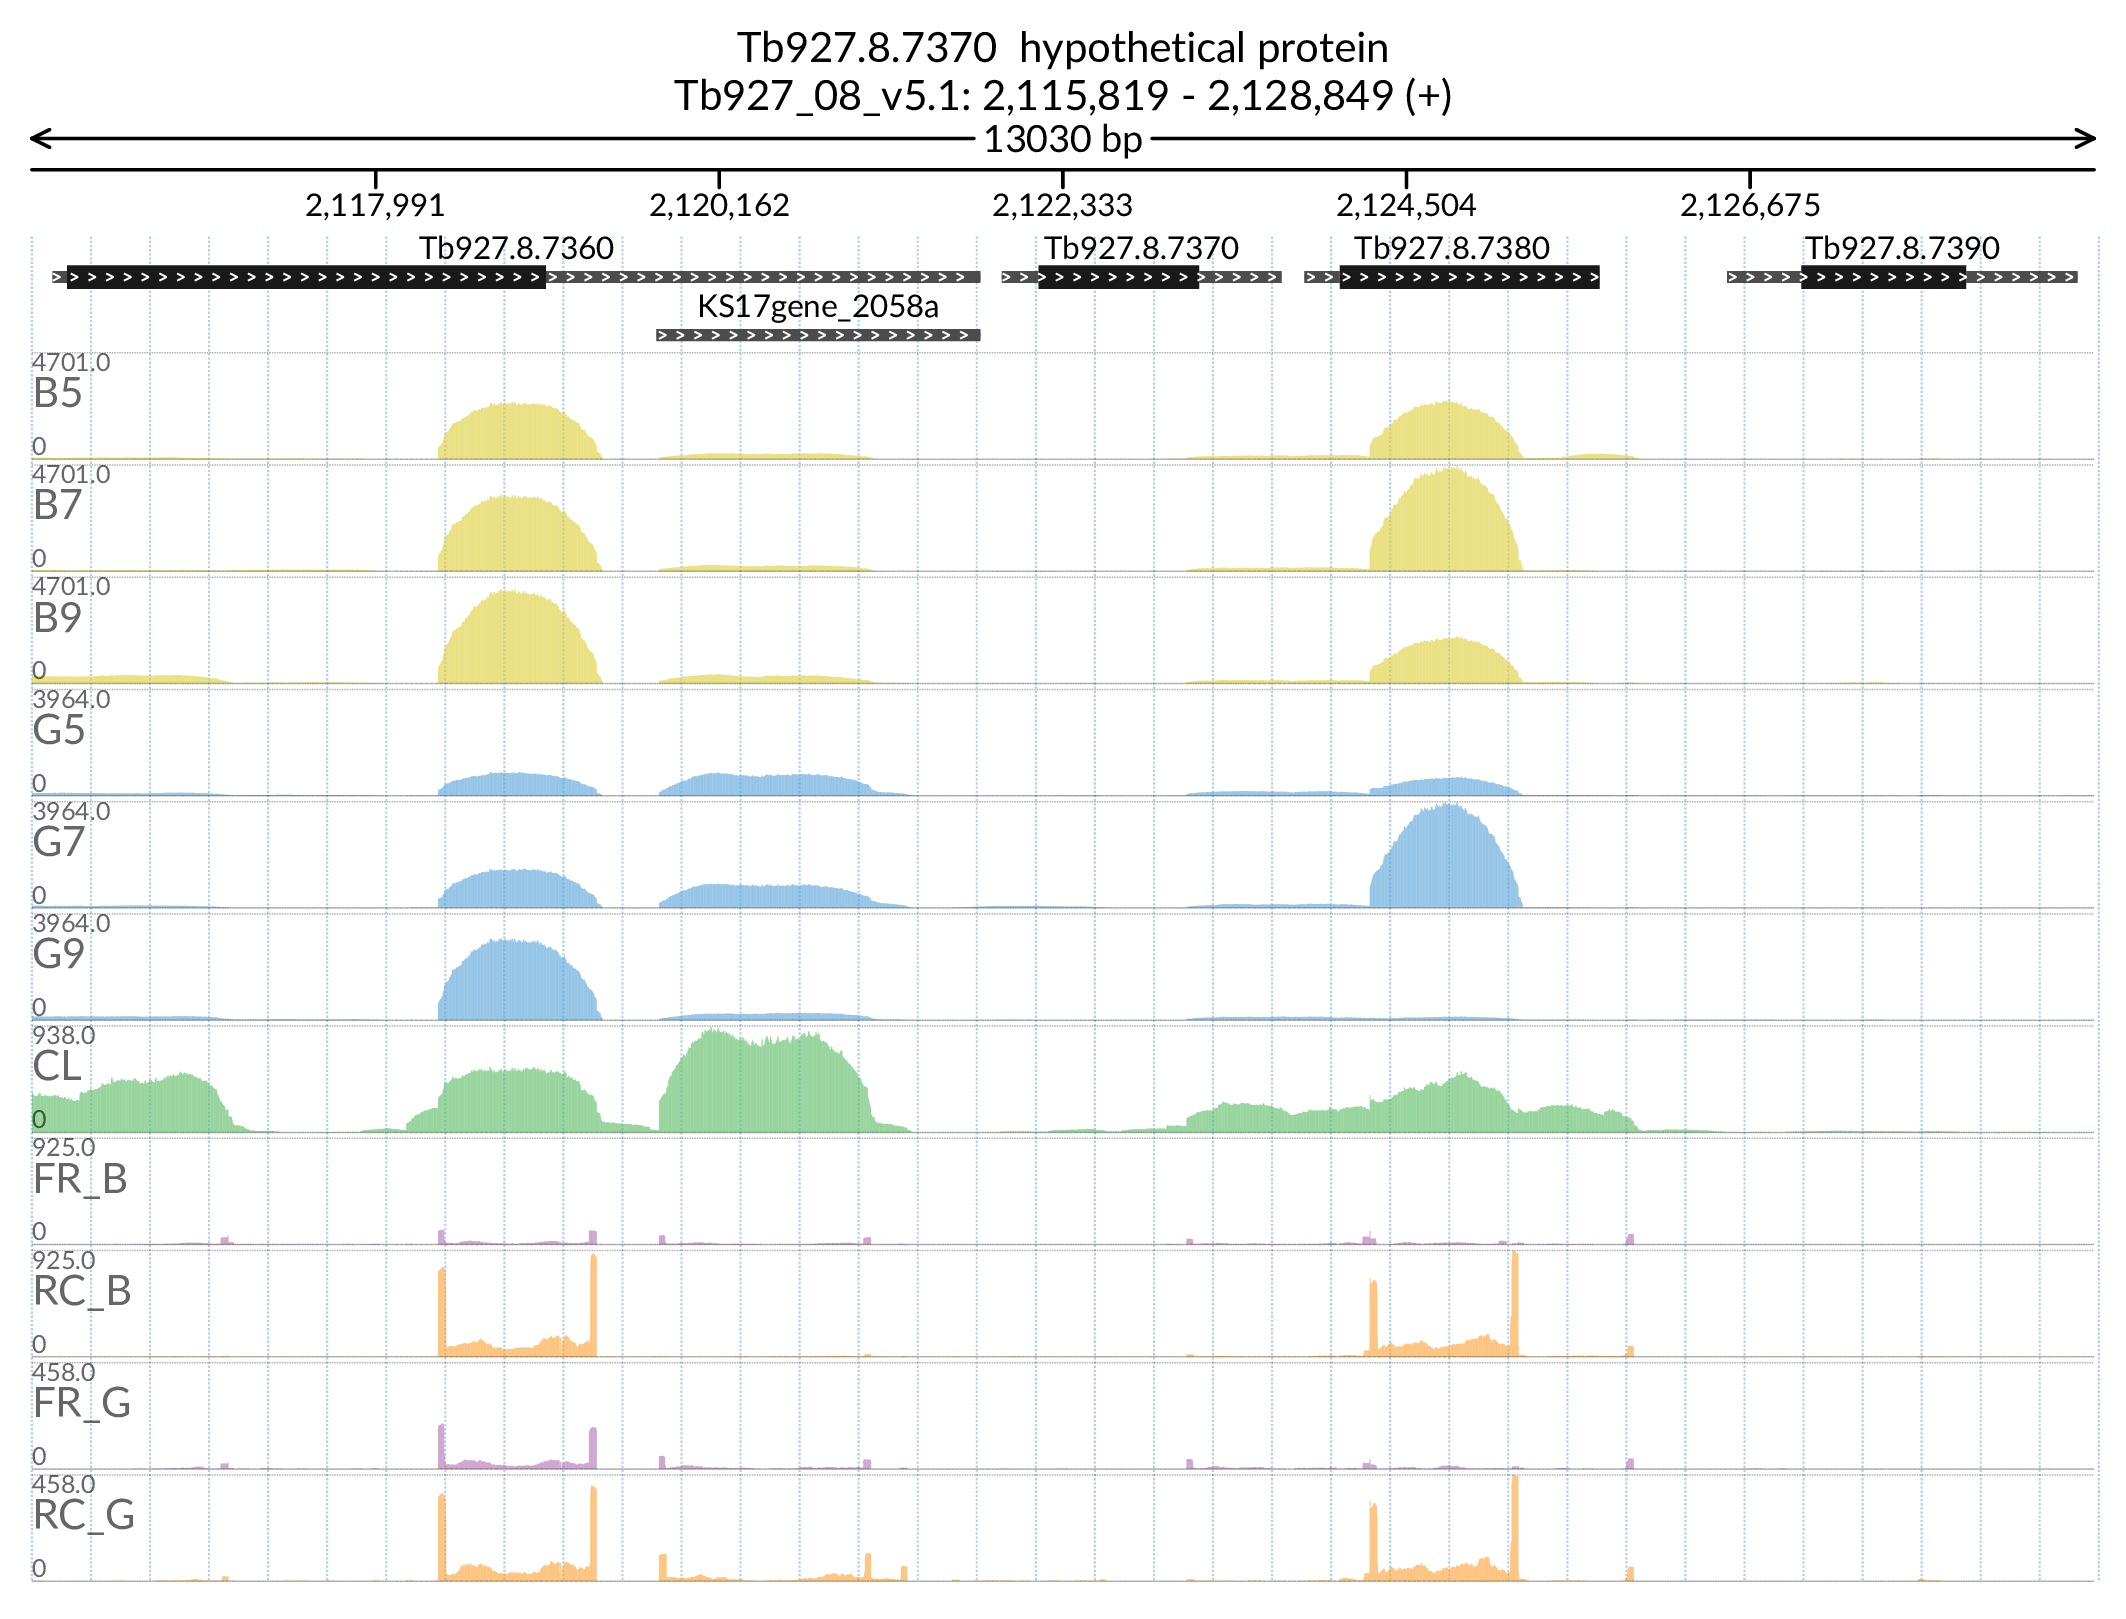 Tb927.8.7370  hypothetical protein
Tb927_08_v5.1: 2,115,819 - 2,128,849 (+)
13030 bp
2,117,991 2,120,162 2,122,333 2,124,504 2,126,675
Tb927.8.7360 Tb927.8.7370 Tb927.8.7380 Tb927.8.7390
KS17gene_2058a
4701.0
B5
0
4701.0
B7
0
4701.0
B9
0
3964.0
G5
0
3964.0
G7
0
3964.0
G9
0
938.0
CL
0
925.0
FR_B
0
925.0
RC_B
0
458.0
FR_G
0
458.0
RC_G
0